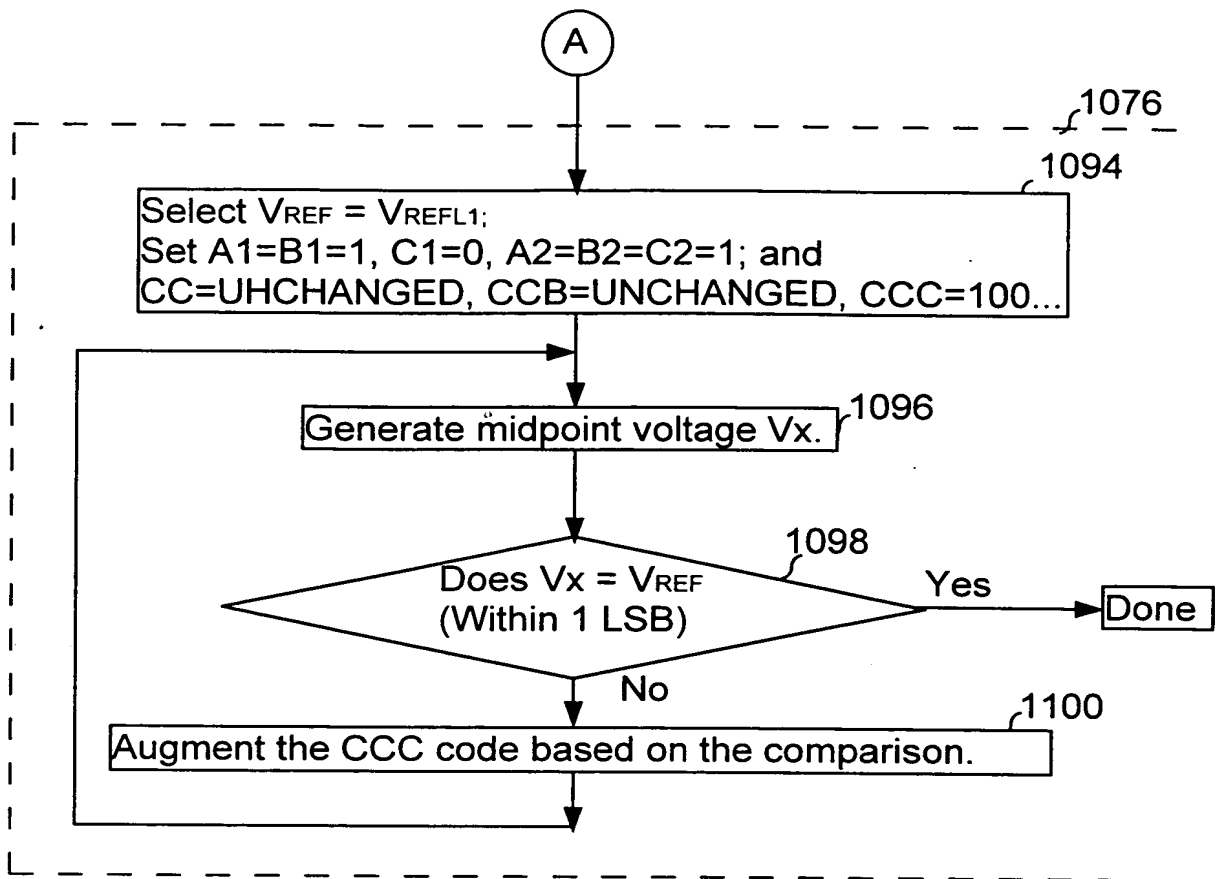 A
1076
1094
Select VREF = VREFL1;
Set A1=B1=1, C1=0, A2=B2=C2=1; and
CC=UHCHANGED, CCB=UNCHANGED, CCC=100...
Generate midpoint voltage Vx.
1096
1098
Does Vx = VREF
(Within 1 LSB)
Yes
Done
No
1100
Augment the CCC code based on the comparison.